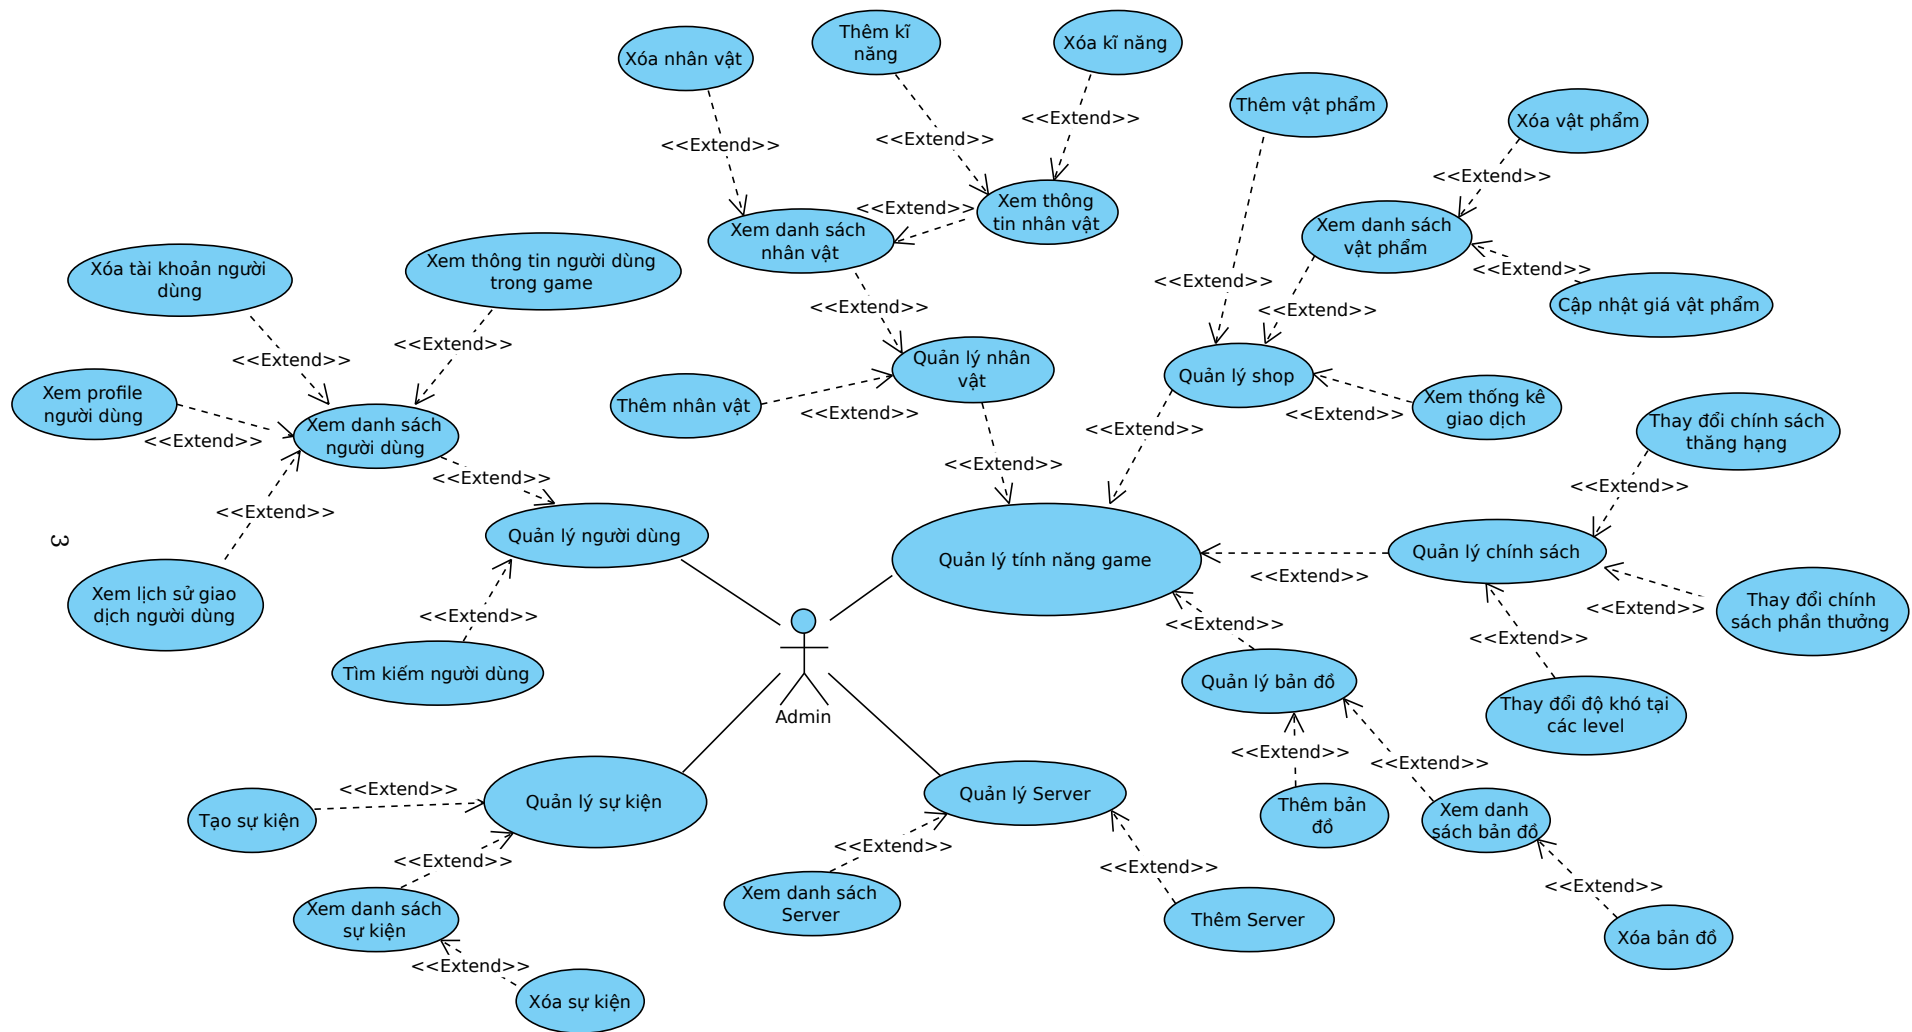 Thêm kĩ
năng
Xóa kĩ năng
Xóa nhân vật
Thêm vật phẩm
Xóa vật phẩm
<<Extend>>
<<Extend>>
<<Extend>>
<<Extend>>
Xem thông
tin nhân vật
<<Extend>>
Xem danh sách
nhân vật
Xem danh sách
vật phẩm
Xóa tài khoản người
dùng
Xem thông tin người dùng
trong game
<<Extend>>
<<Extend>>
<<Extend>>
<<Extend>>
Cập nhật giá vật phẩm
<<Extend>>
<<Extend>>
Quản lý nhân
vật
Quản lý shop
Xem profile
người dùng
Thêm nhân vật
<<Extend>>
<<Extend>>
Xem thống kê
giao dịch
<<Extend>>
Xem danh sách
người dùng
<<Extend>>
Thay đổi chính sách
thăng hạng
<<Extend>>
<<Extend>>
<<Extend>>
<<Extend>>
3
Quản lý người dùng
Quản lý tính năng game
Quản lý chính sách
<<Extend>>
Xem lịch sử giao
dịch người dùng
<<Extend>>
<<Extend>>
<<Extend>>
<<Extend>>
Thay đổi chính
sách phần thưởng
Tìm kiếm người dùng
Quản lý bản đồ
Thay đổi độ khó tại
các level
Admin
<<Extend>>
<<Extend>>
<<Extend>>
Tạo sự kiện
Quản lý sự kiện
Quản lý Server
Thêm bản
đồ
Xem danh
sách bản đồ
<<Extend>>
<<Extend>>
<<Extend>>
<<Extend>>
Xem danh sách
sự kiện
Xem danh sách
Server
Thêm Server
Xóa bản đồ
<<Extend>>
Xóa sự kiện